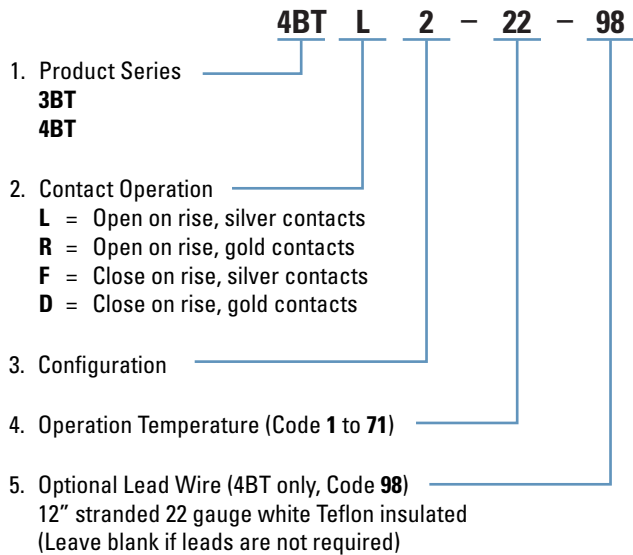 4BT L 2 – 22 – 98
1. Product Series
3BT
4BT
2. Contact Operation
L = Open on rise, silver contacts
R = Open on rise, gold contacts
F = Close on rise, silver contacts
D = Close on rise, gold contacts
3. Configuration
4. Operation Temperature (Code 1 to 71)
5. Optional Lead Wire (4BT only, Code 98)
12” stranded 22 gauge white Teflon insulated
(Leave blank if leads are not required)